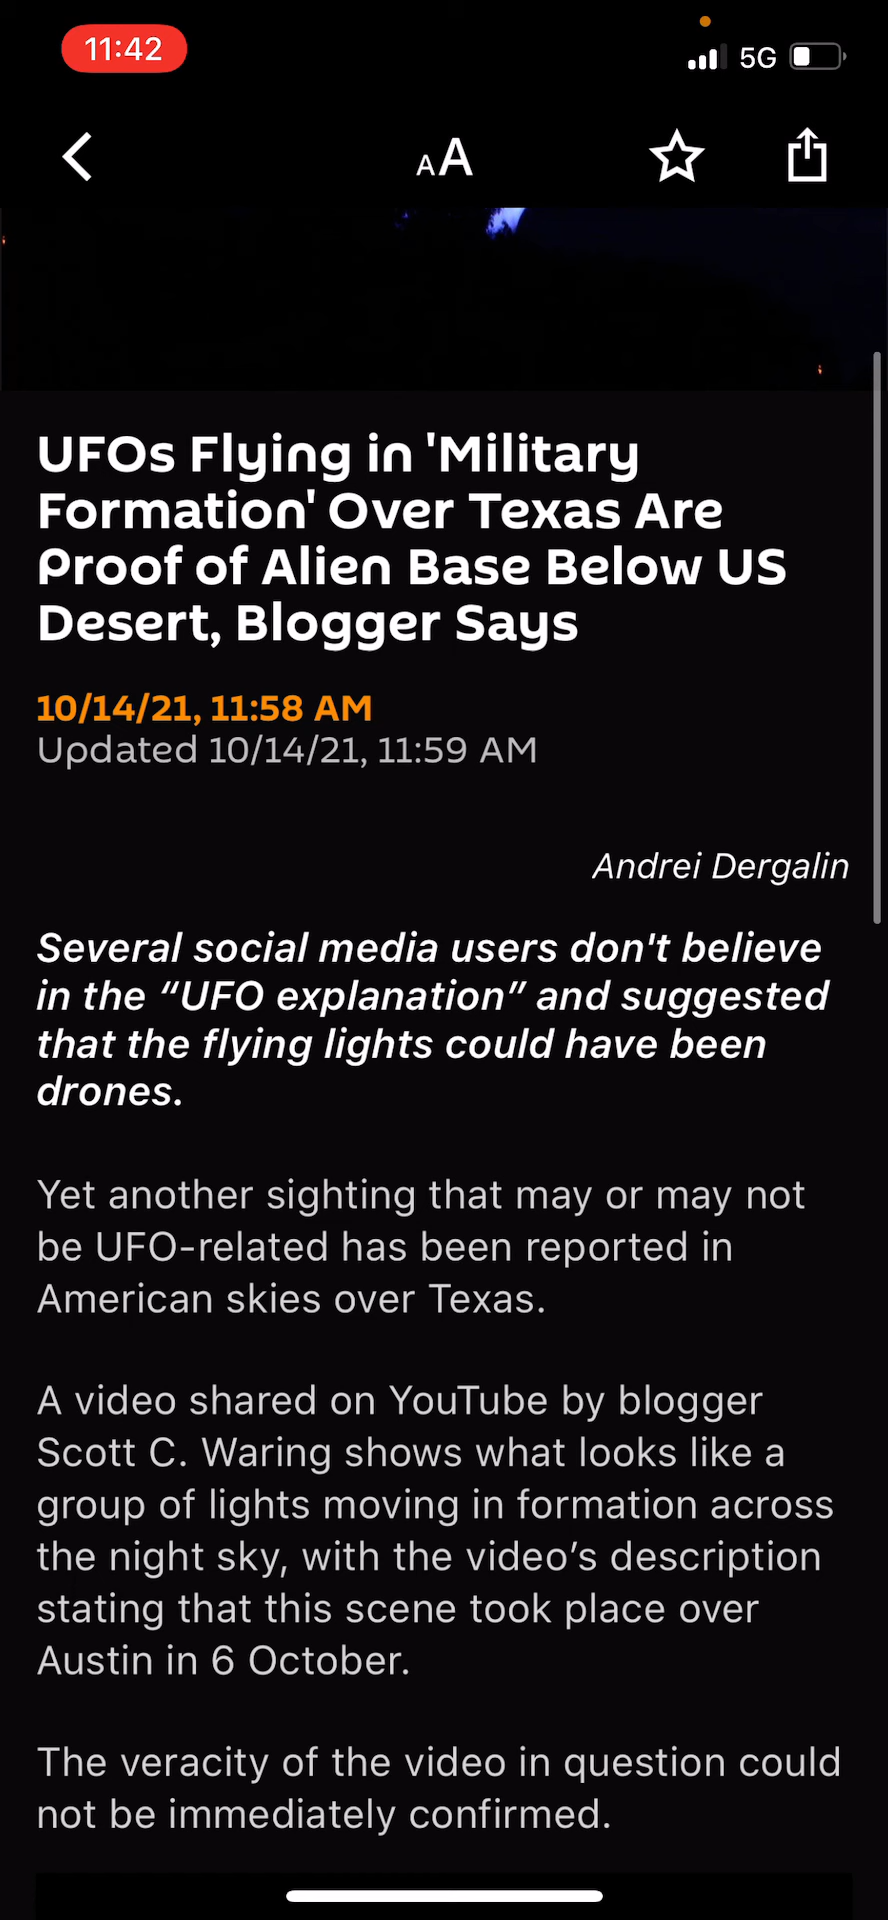 11:42
5G
AA
UFOs Flying in 'Military
Formation' Over Texas Are
Proof of Alien Base Below US
Desert, Blogger Says
10/14/21, 11:58 AM
Updated 10/14/21, 11:59 AM
Andrei Dergalin
Several social media users don't believe
in the “UFO explanation” and suggested
that the flying lights could have been
drones.
Yet another sighting that may or may not
be UFO-related has been reported in
American skies over Texas.
A video shared on YouTube by blogger
Scott C. Waring shows what looks like a
group of lights moving in formation across
the night sky, with the video’s description
stating that this scene took place over
Austin in 6 October.
The veracity of the video in question could
not be immediately confirmed.